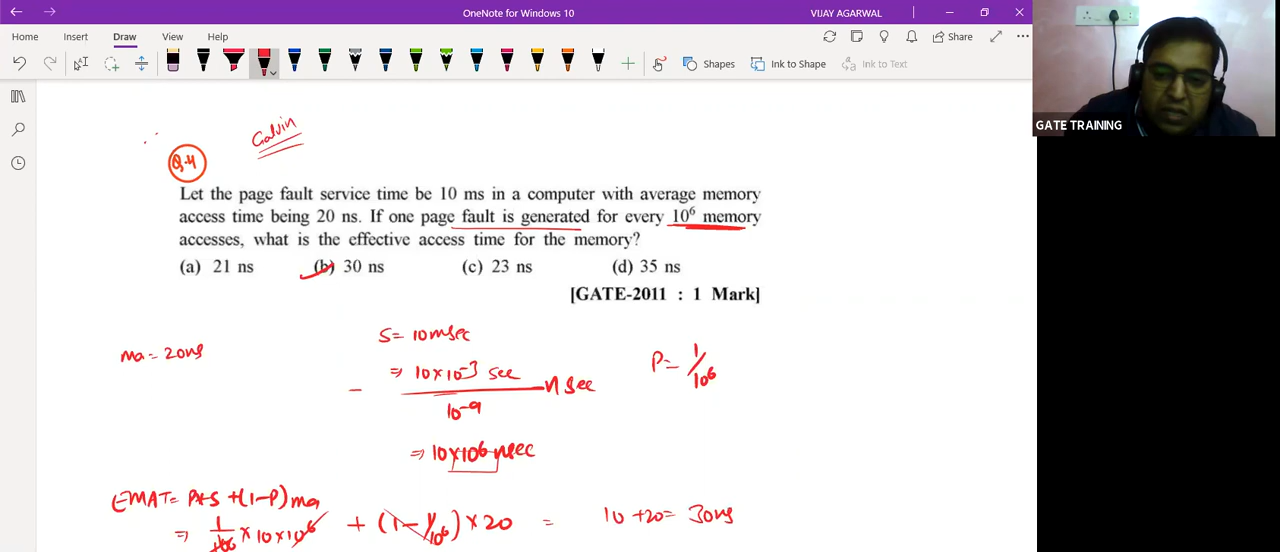 OneNote for Windows 10
VIJAY AGARWAL
Home Insert Draw View Help
Share
Shapes
Ink to Shape
Ink to Text
GATE TRAINING
Galvin
Q.4
Let the page fault service time be 10 ms in a computer with average memory
access time being 20 ns. If one page fault is generated for every 10⁶ memory
accesses, what is the effective access time for the memory?
(a) 21 ns (b) 30 ns (c) 23 ns (d) 35 ns
[GATE-2011 : 1 Mark]
S = 10msec
ma = 20ns
⇒ 10×10⁻³ sec
P = 1/10⁶
n sec
10⁻⁹
⇒ 10×10⁶ nsec
EMAT = P*S + (1-P) ma
⇒ 1/10⁶ × 10×10⁶ + (1 - 1/10⁶) × 20 = 10 + 20 = 30ns